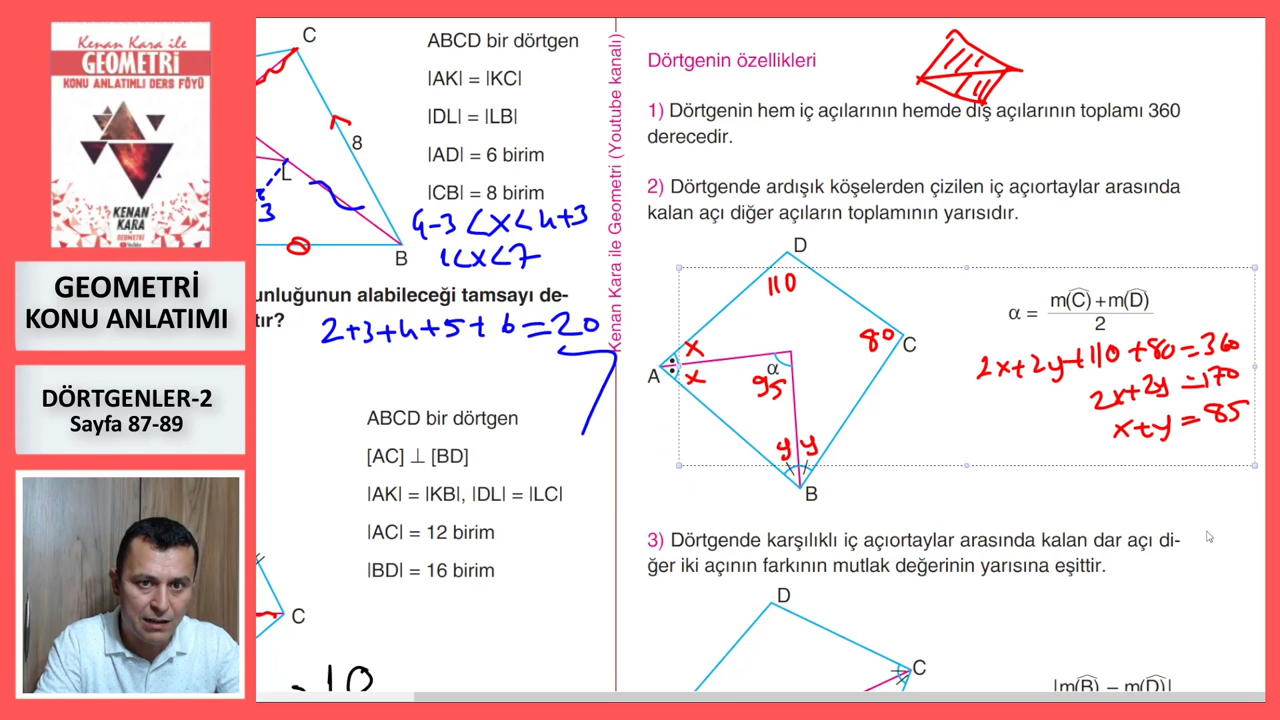 Kenan Kara ile
GEOMETRİ
KONU ANLATIMLI DERS FÖYÜ
KENAN
KARA
ile
GEOMETRİ
GEOMETRİ
KONU ANLATIMI
DÖRTGENLER-2
Sayfa 87-89
C
8
L
3
B
ABCD bir dörtgen
|AK| = |KC|
|DL| = |LB|
|AD| = 6 birim
|CB| = 8 birim
4-3 < x < 4+3
1 < x < 7
unluğunun alabileceği tamsayı de-
tır?
2+3+4+5+6=20
ABCD bir dörtgen
[AC] ⊥ [BD]
|AK| = |KB|, |DL| = |LC|
|AC| = 12 birim
|BD| = 16 birim
C
10
Kenan Kara ile Geometri (Youtube kanalı)
Dörtgenin özellikleri
1) Dörtgenin hem iç açılarının hemde dış açılarının toplamı 360
derecedir.
2) Dörtgende ardışık köşelerden çizilen iç açıortaylar arasında
kalan açı diğer açıların toplamının yarısıdır.
D
110
80
C
A
x
x
α
95
y y
B
α = m(C)+m(D) / 2
2x+2y+110+80=360
2x+2y=170
x+y=85
3) Dörtgende karşılıklı iç açıortaylar arasında kalan dar açı di-
ğer iki açının farkının mutlak değerinin yarısına eşittir.
D
C
|m(B) − m(D)|